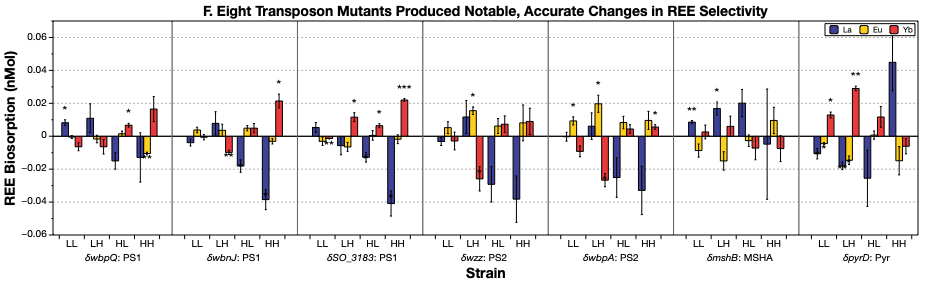 F. Eight Transposon Mutants Produced Notable, Accurate Changes in REE Selectivity
REE Biosorption (nMol)
0.06
0.04
0.02
0
−0.02
−0.04
−0.06
La Eu Yb
* * ** * ** * *** * * * * ** * * **
LL LH HL HH LL LH HL HH LL LH HL HH LL LH HL HH LL LH HL HH LL LH HL HH LL LH HL HH
δwbpQ: PS1 δwbnJ: PS1 δSO_3183: PS1 δwzz: PS2 δwbpA: PS2 δmshB: MSHA δpyrD: Pyr
Strain